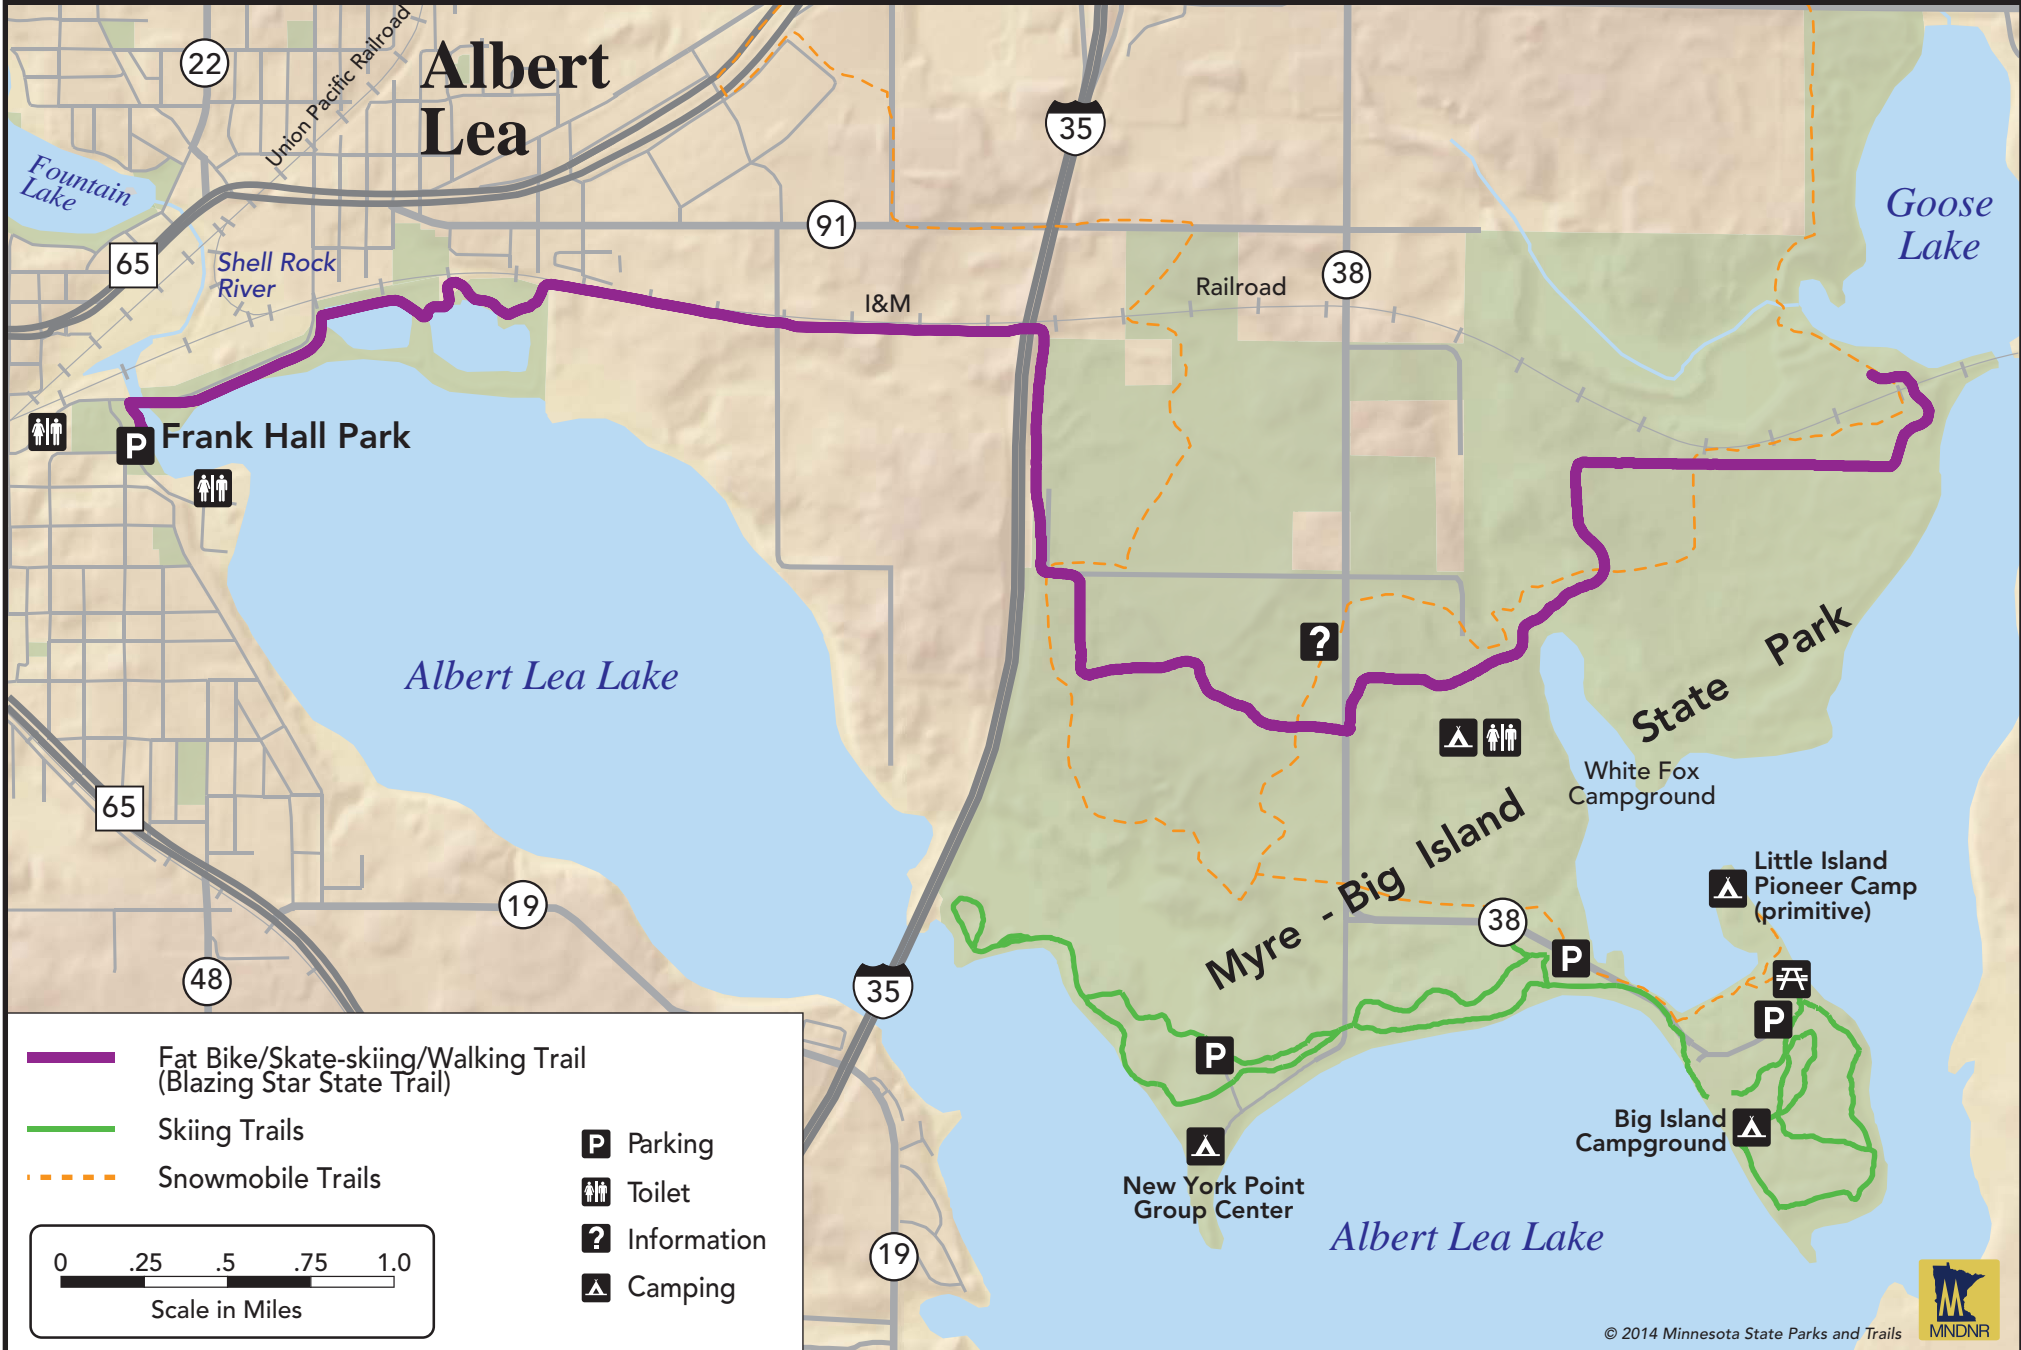 22
Union Pacific Railroad
Albert
Lea
35
Fountain
Lake
Goose
Lake
91
65
Shell Rock
River
38
Railroad
I&M
P
Frank Hall Park
?
Albert Lea Lake
State Park
White Fox
Campground
65
Myre - Big Island
Little Island
Pioneer Camp
(primitive)
19
38
P
48
35
P
P
Big Island
Campground
New York Point
Group Center
Albert Lea Lake
19
Fat Bike/Skate-skiing/Walking Trail
(Blazing Star State Trail)
Skiing Trails
Snowmobile Trails
P Parking
Toilet
? Information
Camping
0 .25 .5 .75 1.0
Scale in Miles
© 2014 Minnesota State Parks and Trails
M
MNDNR